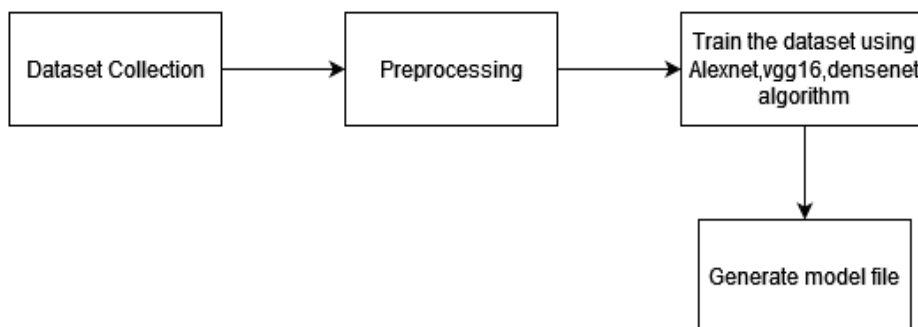 Dataset Collection
Preprocessing
Train the dataset using
Alexnet,vgg16,densenet
algorithm
Generate model file